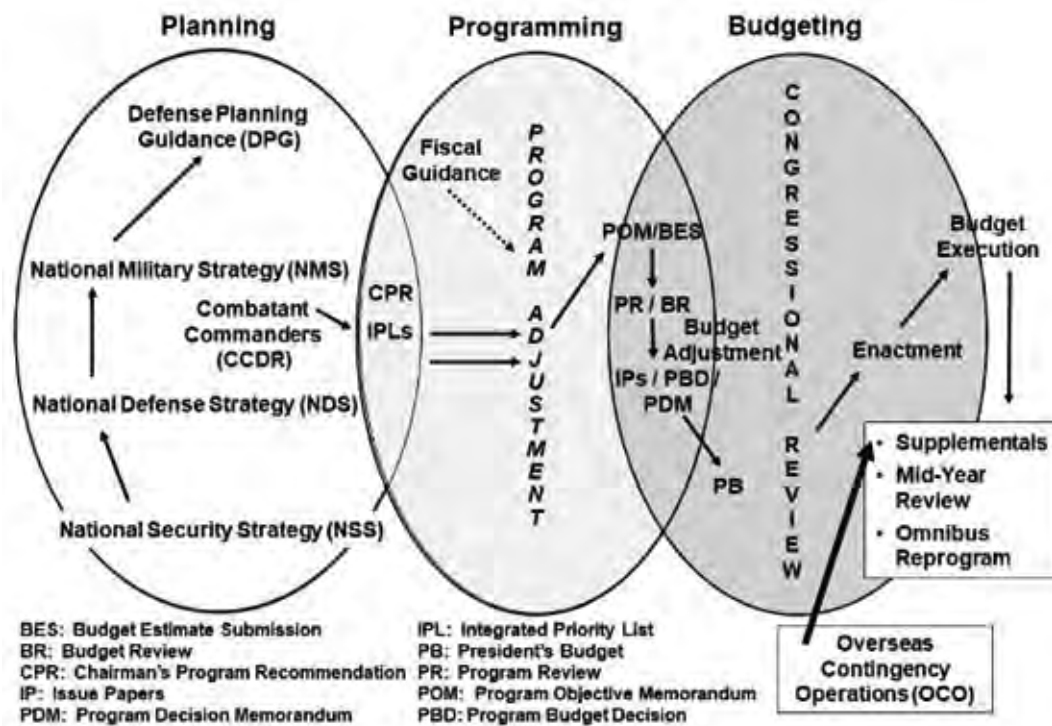 Planning
Programming
Budgeting
Defense Planning
Guidance (DPG)
National Military Strategy (NMS)
Combatant
Commanders
(CCDR)
National Defense Strategy (NDS)
National Security Strategy (NSS)
CPR
IPLs
Fiscal
Guidance
PROGRAM ADJUSTMENT
POM/BES
PR / BR
Budget
Adjustment
IPs / PBD /
PDM
PB
CONGRESSIONAL REVIEW
Enactment
Budget
Execution
• Supplementals
• Mid-Year
Review
• Omnibus
Reprogram
Overseas
Contingency
Operations (OCO)
BES: Budget Estimate Submission
BR: Budget Review
CPR: Chairman's Program Recommendation
IP: Issue Papers
PDM: Program Decision Memorandum
IPL: Integrated Priority List
PB: President's Budget
PR: Program Review
POM: Program Objective Memorandum
PBD: Program Budget Decision